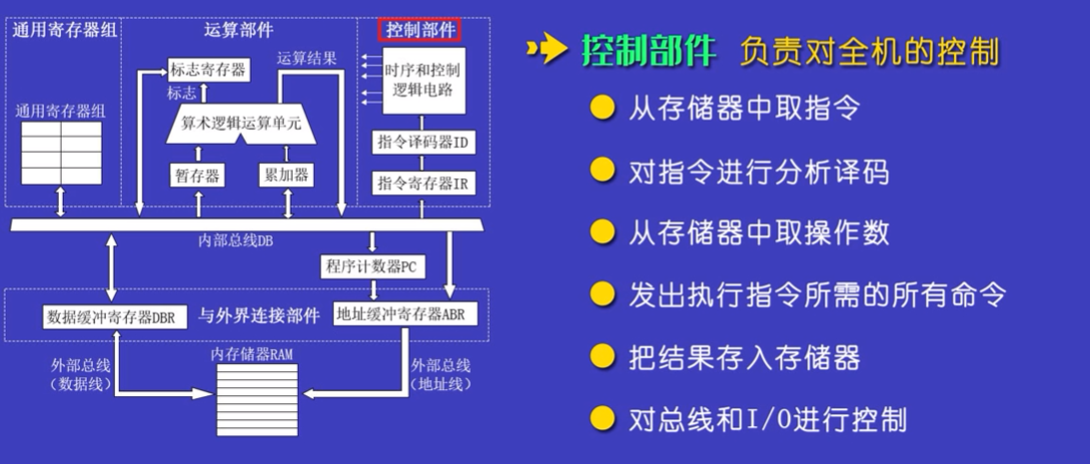 通用寄存器组
运算部件
控制部件
标志寄存器
运算结果
时序和控制
逻辑电路
标志
通用寄存器组
算术逻辑运算单元
指令译码器ID
暂存器
累加器
指令寄存器IR
内部总线DB
程序计数器PC
数据缓冲寄存器DBR
与外界连接部件
地址缓冲寄存器ABR
外部总线
（数据线）
内存储器RAM
外部总线
（地址线）
控制部件 负责对全机的控制
从存储器中取指令
对指令进行分析译码
从存储器中取操作数
发出执行指令所需的所有命令
把结果存入存储器
对总线和I/O进行控制